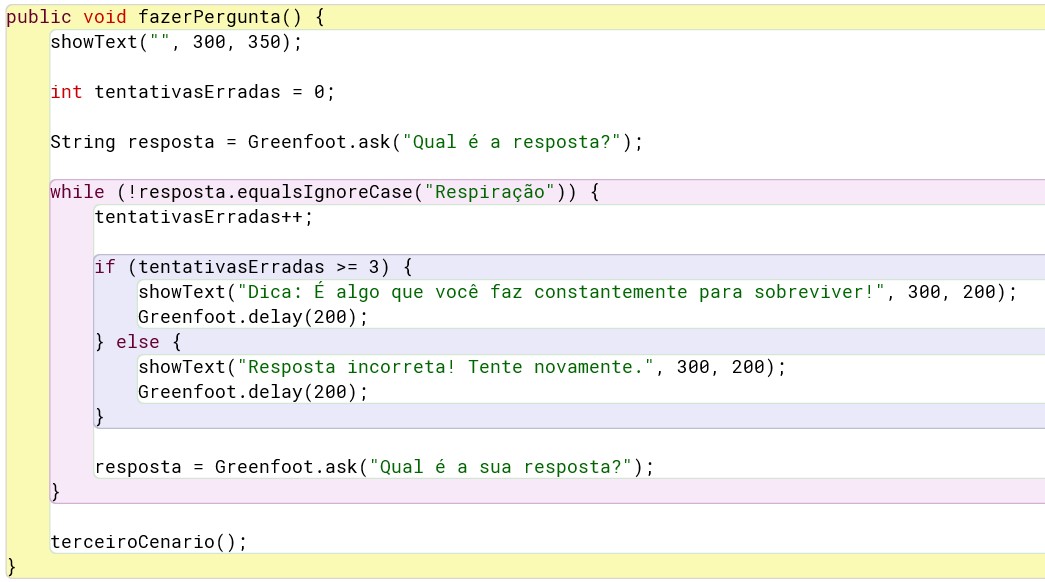 public void fazerPergunta() {
showText("", 300, 350);
int tentativasErradas = 0;
String resposta = Greenfoot.ask("Qual é a resposta?");
while (!resposta.equalsIgnoreCase("Respiração")) {
tentativasErradas++;
if (tentativasErradas >= 3) {
showText("Dica: É algo que você faz constantemente para sobreviver!", 300, 200);
Greenfoot.delay(200);
} else {
showText("Resposta incorreta! Tente novamente.", 300, 200);
Greenfoot.delay(200);
}
resposta = Greenfoot.ask("Qual é a sua resposta?");
}
terceiroCenario();
}